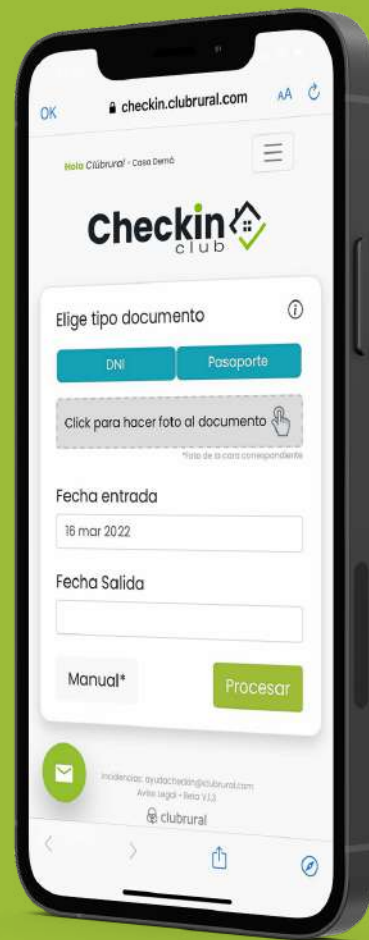 OK checkin.clubrural.com AA
Hola Clubrural - Casa Demo
Checkin
club
Elige tipo documento
DNI Pasaporte
Click para hacer foto al documento
*Foto de la cara correspondiente
Fecha entrada
16 mar 2022
Fecha Salida
Manual* Procesar
Incidencias: ayudacheckin@clubrural.com
Aviso Legal - Beta V.1.3
clubrural